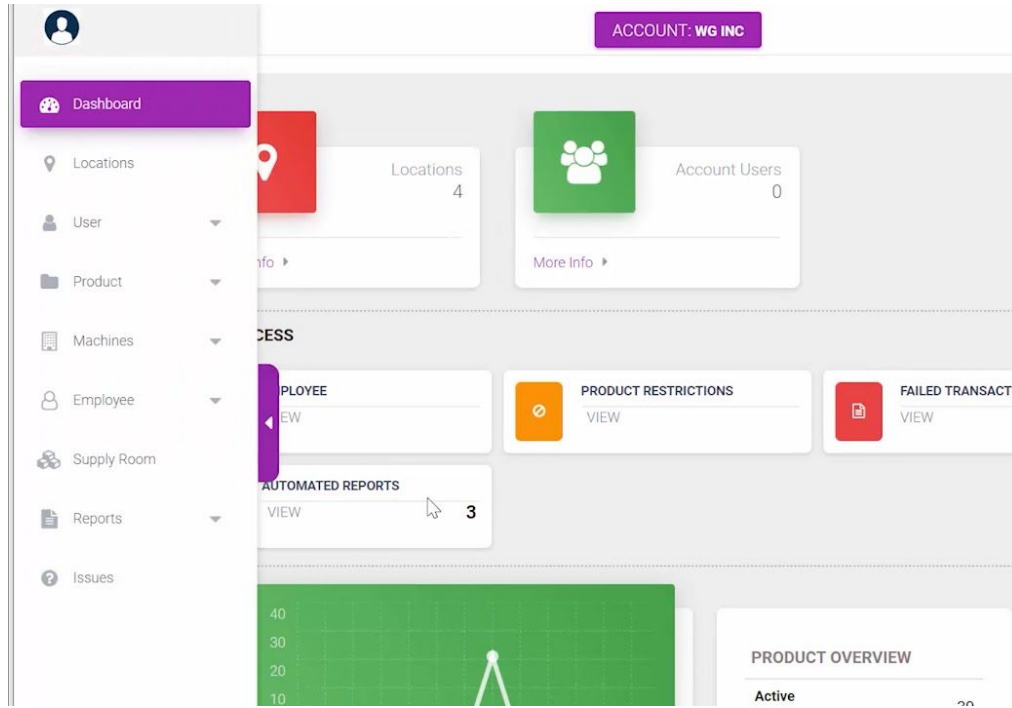 ACCOUNT: WG INC
Dashboard
Locations
User
Product
Machines
Employee
Supply Room
Reports
Issues
Locations
4
Account Users
0
nfo
More Info
CESS
PLOYEE
EW
PRODUCT RESTRICTIONS
VIEW
FAILED TRANSACT
VIEW
AUTOMATED REPORTS
VIEW
3
40
30
20
10
PRODUCT OVERVIEW
Active